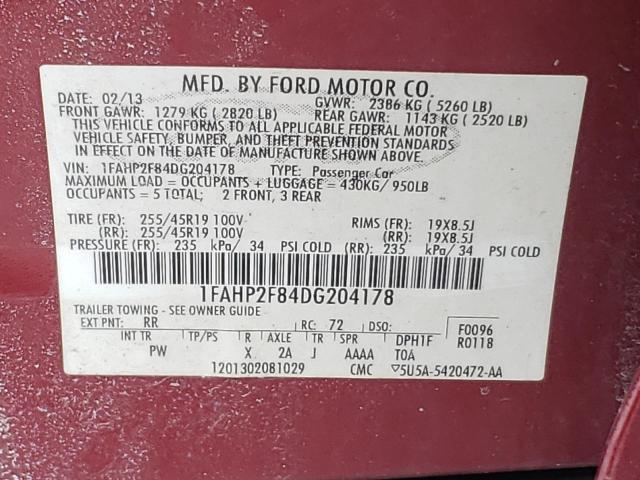 MFD. BY FORD MOTOR CO.
DATE: 02/13 GVWR: 2386 KG ( 5260 LB)
FRONT GAWR: 1279 KG ( 2820 LB) REAR GAWR: 1143 KG ( 2520 LB)
THIS VEHICLE CONFORMS TO ALL APPLICABLE FEDERAL MOTOR
VEHICLE SAFETY, BUMPER, AND THEFT PREVENTION STANDARDS
IN EFFECT ON THE DATE OF MANUFACTURE SHOWN ABOVE.
VIN: 1FAHP2F84DG204178 TYPE: Passenger Car
MAXIMUM LOAD = OCCUPANTS + LUGGAGE = 430KG/950LB
OCCUPANTS = 5 TOTAL; 2 FRONT, 3 REAR
TIRE (FR): 255/45R19 100V RIMS (FR): 19X8.5J
(RR): 255/45R19 100V (RR): 19X8.5J
PRESSURE (FR): 235 kPa/ 34 PSI COLD (RR): 235 kPa/ 34 PSI COLD
1FAHP2F84DG204178
TRAILER TOWING - SEE OWNER GUIDE
EXT PNT: RR RC: 72 DSO: F0096
INT TR TP/PS R AXLE TR SPR DPH1F R0118
PW X 2A J AAAA T0A
1201302081029 CMC ▽5U5A-5420472-AA